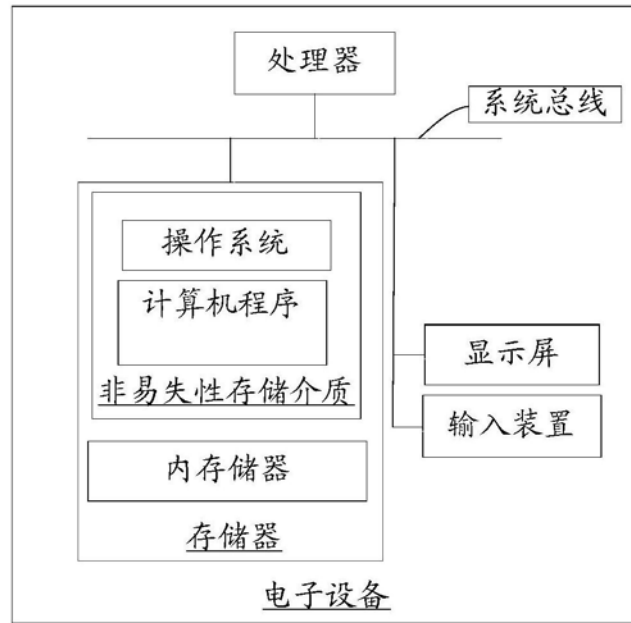 处理器
系统总线
操作系统
计算机程序
非易失性存储介质
显示屏
输入装置
内存储器
存储器
电子设备